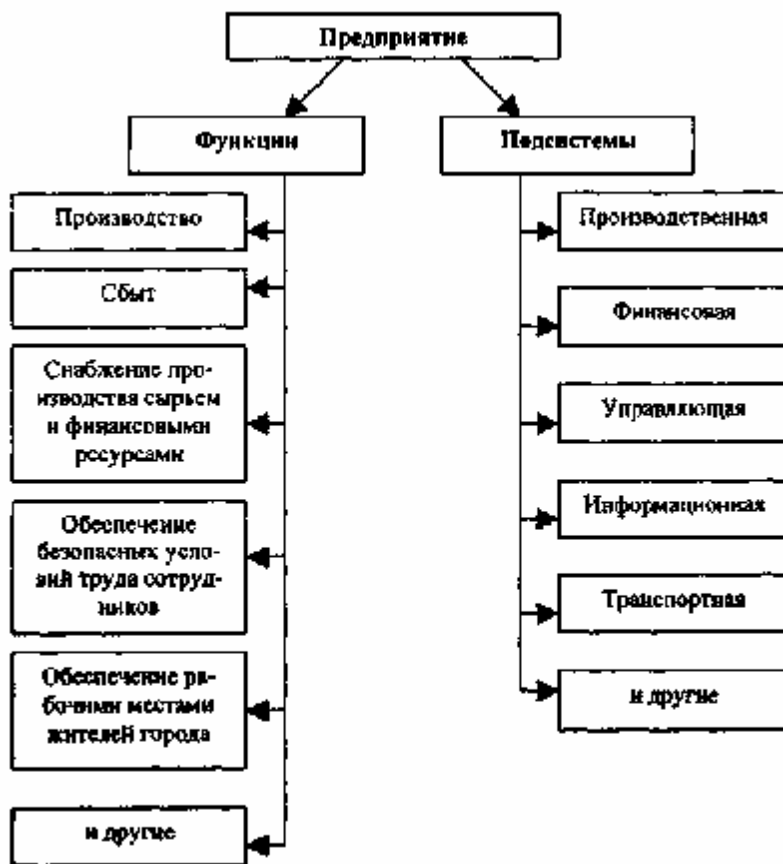 Предприятие
Функции
Подсистемы
Производство
Сбыт
Снабжение про-
изводства сырьем
и финансовыми
ресурсами
Обеспечение
безопасных усло-
вий труда сотруд-
ников
Обеспечение ра-
бочими местами
жителей города
и другие
Производственная
Финансовая
Управляющая
Информационная
Транспортная
и другие